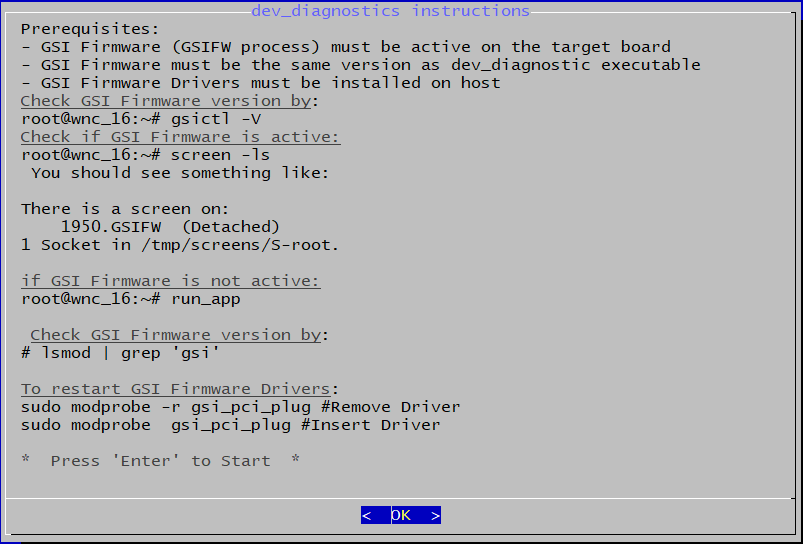 dev_diagnostics instructions
Prerequisites:
- GSI Firmware (GSIFW process) must be active on the target board
- GSI Firmware must be the same version as dev_diagnostic executable
- GSI Firmware Drivers must be installed on host
Check GSI Firmware version by:
root@wnc_16:~# gsictl -V
Check if GSI Firmware is active:
root@wnc_16:~# screen -ls
You should see something like:
There is a screen on:
1950.GSIFW (Detached)
1 Socket in /tmp/screens/S-root.
if GSI Firmware is not active:
root@wnc_16:~# run_app
Check GSI Firmware version by:
# lsmod | grep 'gsi'
To restart GSI Firmware Drivers:
sudo modprobe -r gsi_pci_plug #Remove Driver
sudo modprobe  gsi_pci_plug #Insert Driver
*  Press 'Enter' to Start  *
<  OK  >